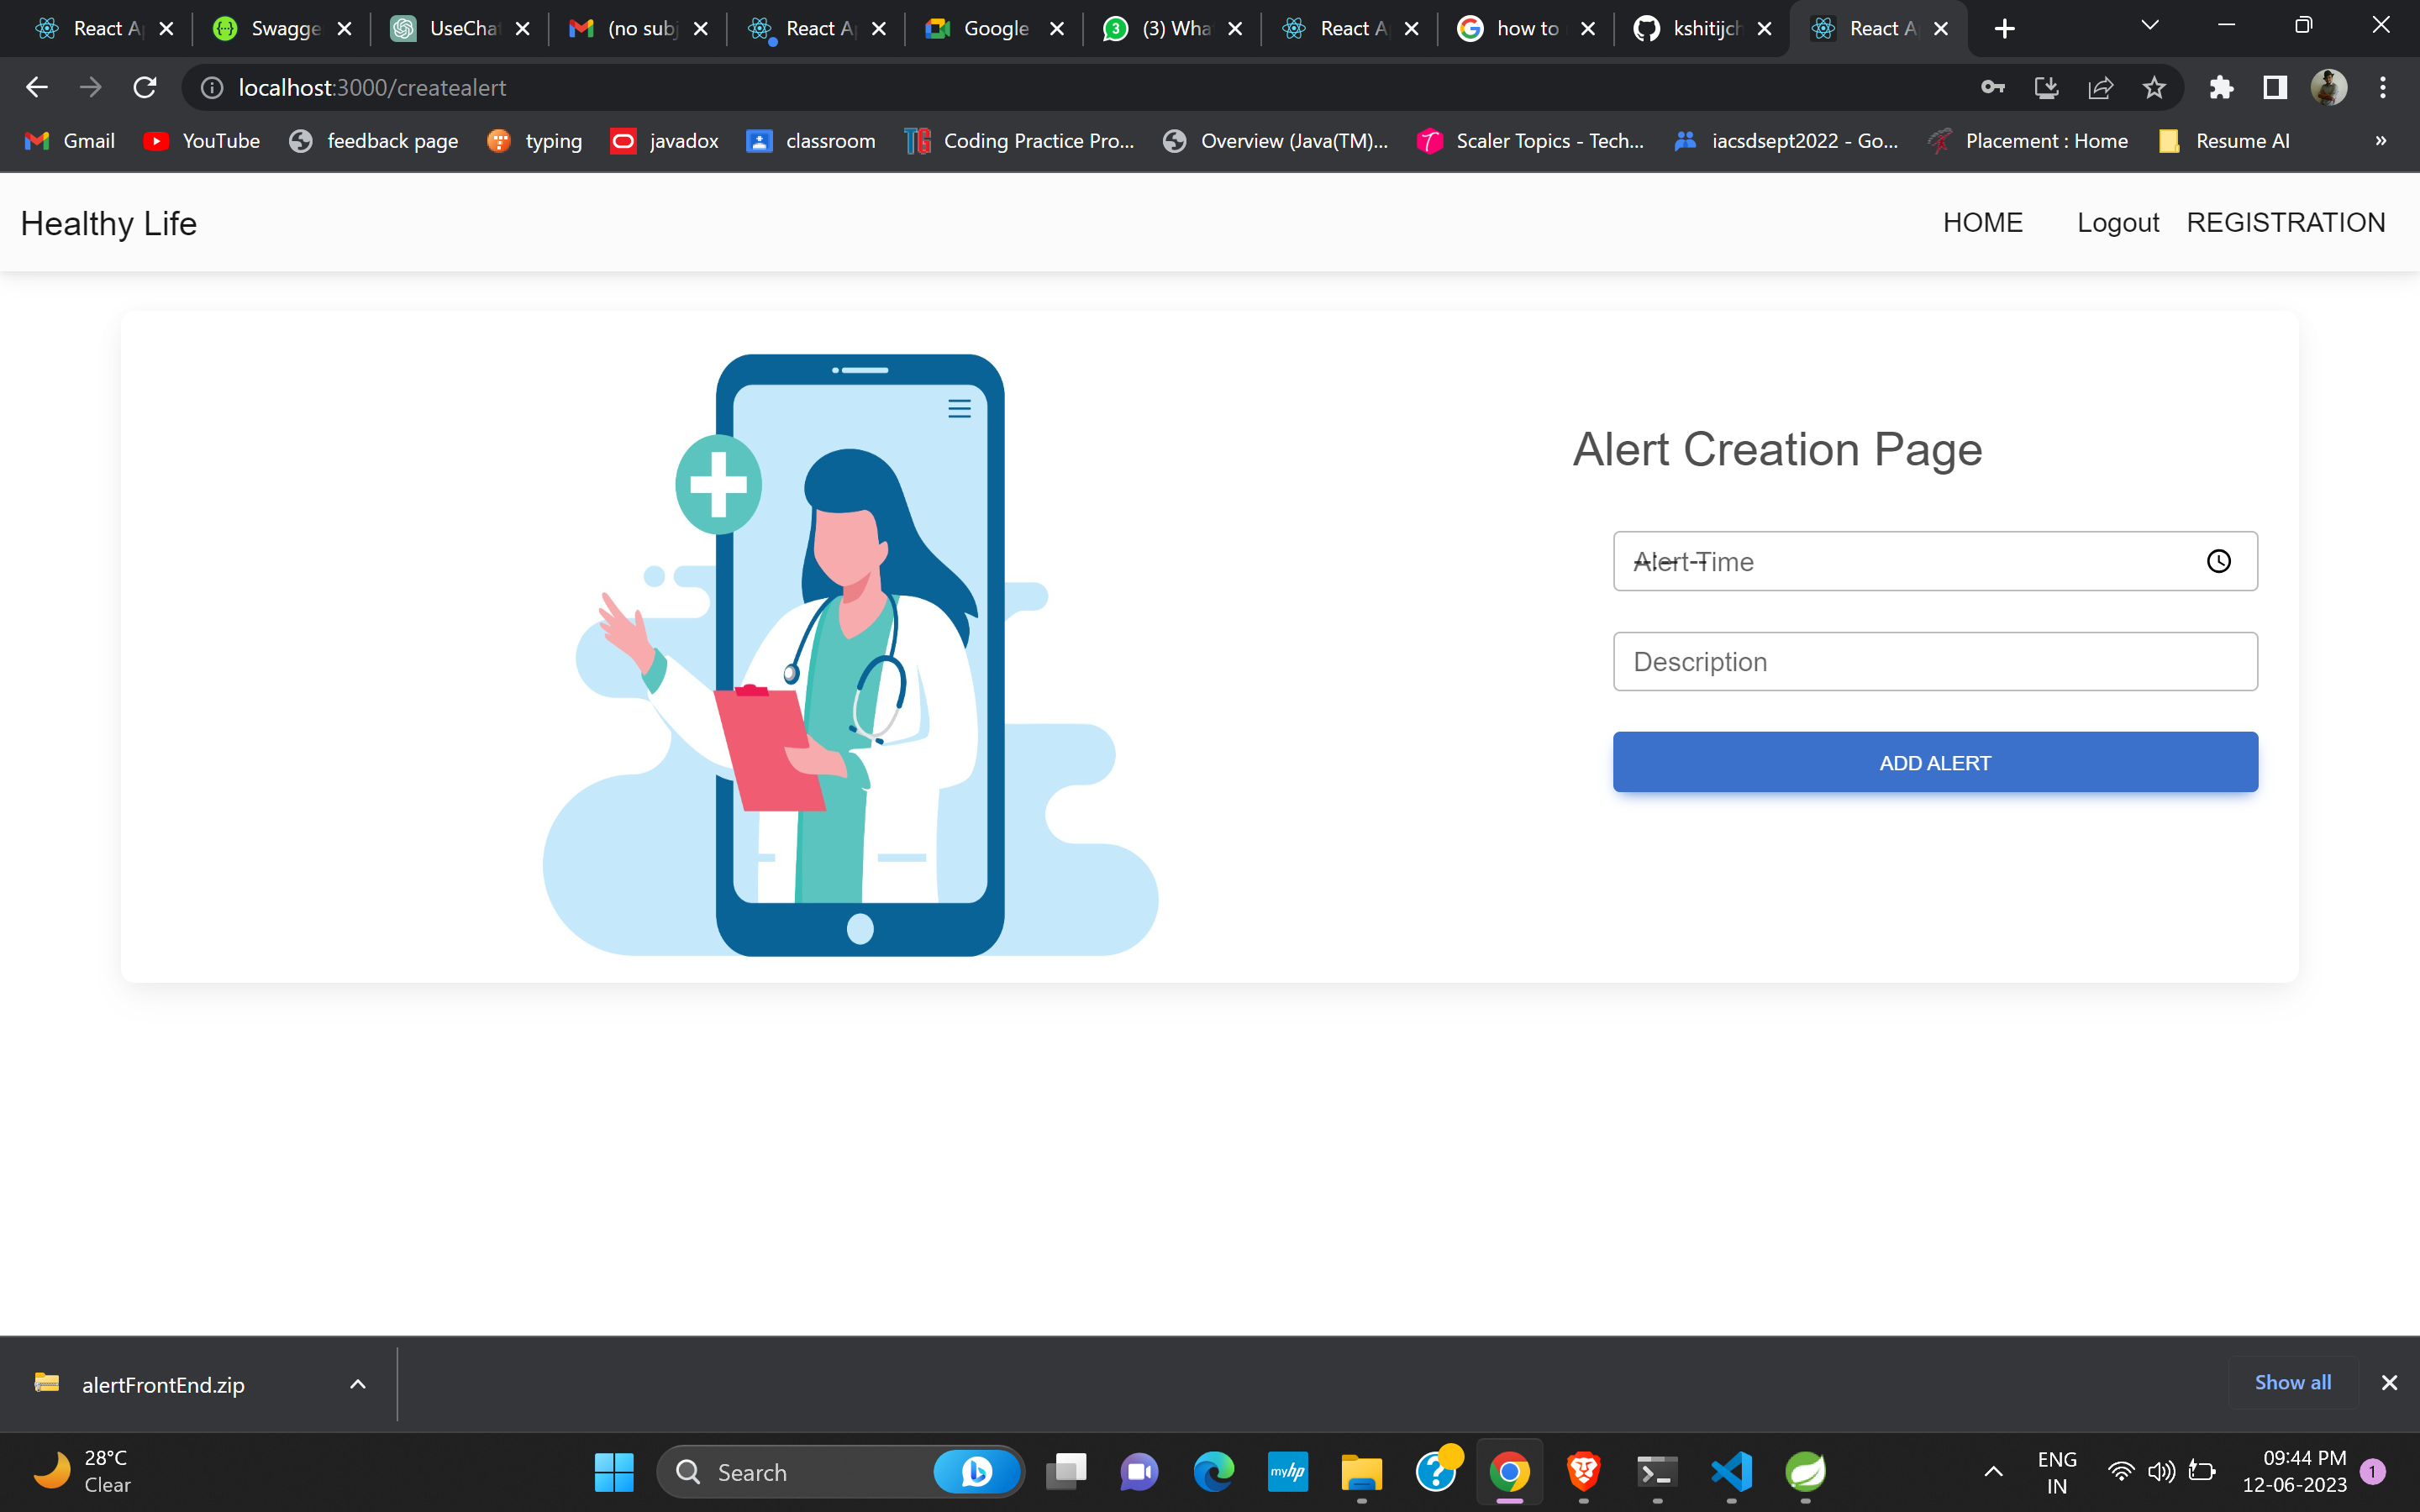 React A
Swagge
UseCha
(no subj
React A
Google
(3) Wha
React A
how to
kshitijch
React A
localhost:3000/createalert
Gmail
YouTube
feedback page
typing
javadox
classroom
TG
Coding Practice Pro...
Overview (Java(TM)...
Scaler Topics - Tech...
iacsdsept2022 - Go...
Placement : Home
Resume AI
»
Healthy Life
HOME
Logout
REGISTRATION
Alert Creation Page
Alert Time
--:-- --
Description
ADD ALERT
alertFrontEnd.zip
Show all
28°C
Clear
Search
myhp
ENG
IN
09:44 PM
12-06-2023
1